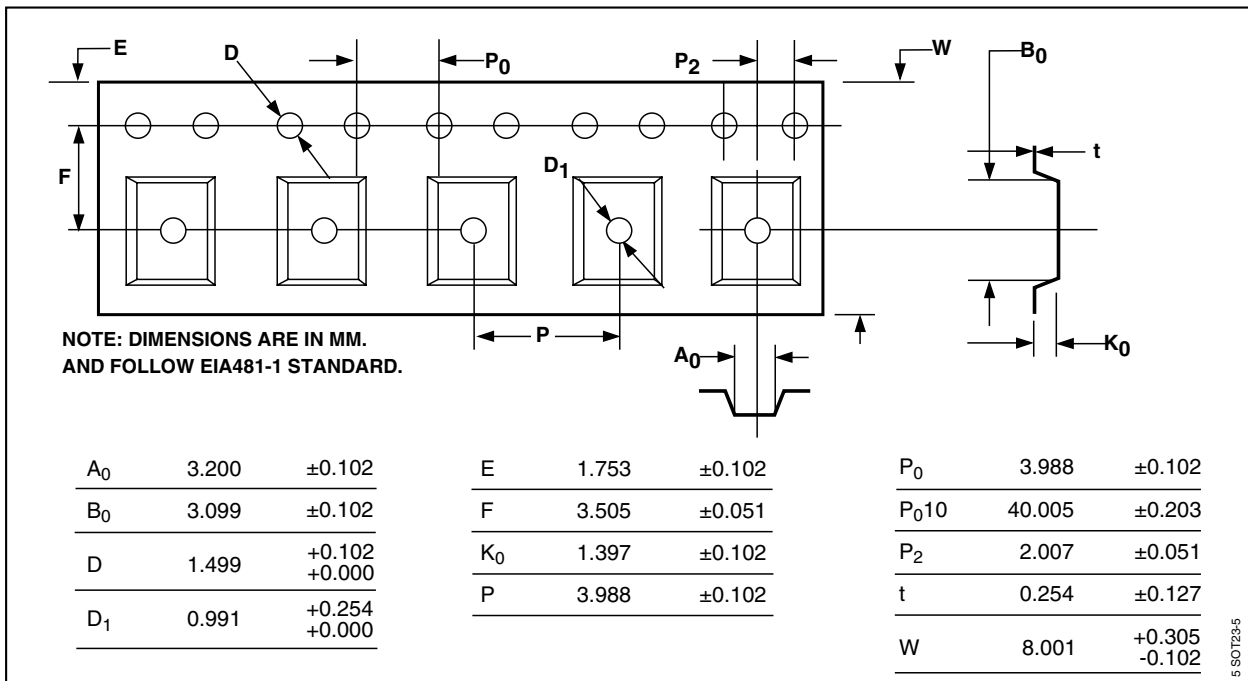 E
D
P0
P2
W
B0
t
F
D1
NOTE: DIMENSIONS ARE IN MM.
AND FOLLOW EIA481-1 STANDARD.
P
A0
K0
A0 3.200 ±0.102
B0 3.099 ±0.102
D 1.499 +0.102
+0.000
D1 0.991 +0.254
+0.000
E 1.753 ±0.102
F 3.505 ±0.051
K0 1.397 ±0.102
P 3.988 ±0.102
P0 3.988 ±0.102
P010 40.005 ±0.203
P2 2.007 ±0.051
t 0.254 ±0.127
W 8.001 +0.305
-0.102
5 SOT23-5